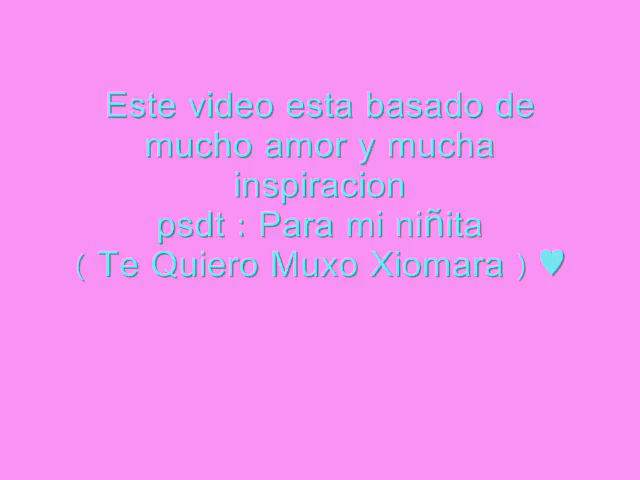 Este video esta basado de
mucho amor y mucha
inspiracion
psdt : Para mi niñita
( Te Quiero Muxo Xiomara ) ♥